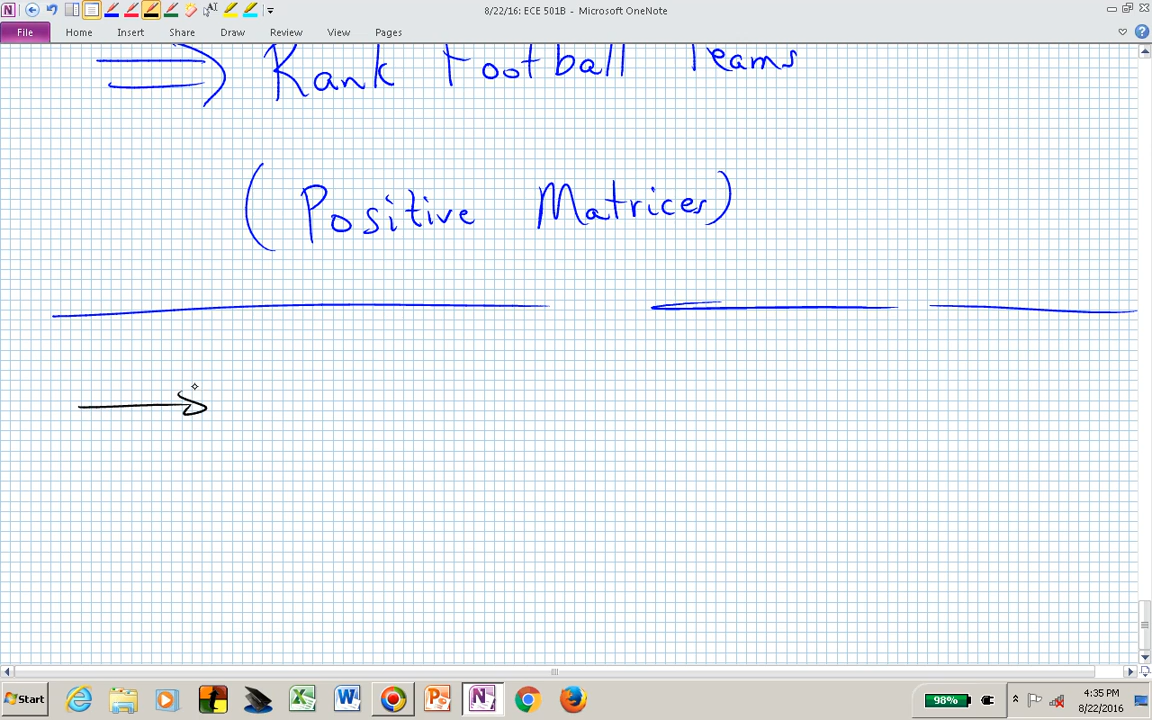 8/22/16: ECE 501B - Microsoft OneNote
File Home Insert Share Draw Review View Pages
Rank Football Teams
(Positive Matrices)
Start
98%
4:35 PM
8/22/2016